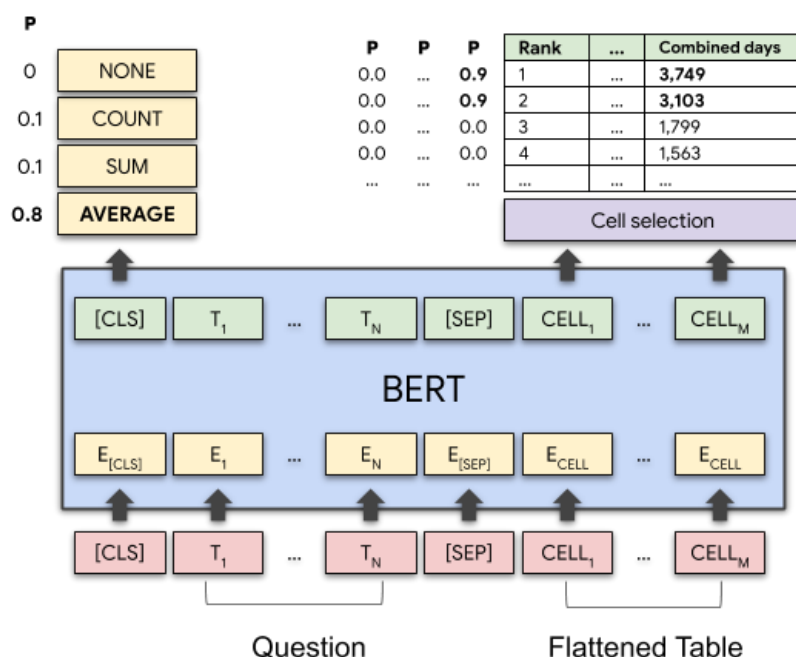 P
0 NONE
0.1 COUNT
0.1 SUM
0.8 AVERAGE
P P P Rank ... Combined days
0.0 ... 0.9 1 ... 3,749
0.0 ... 0.9 2 ... 3,103
0.0 ... 0.0 3 ... 1,799
0.0 ... 0.0 4 ... 1,563
... ... ... ... ... ...
Cell selection
[CLS] T1 ... TN [SEP] CELL1 ... CELLM
BERT
E[CLS] E1 ... EN E[SEP] ECELL ... ECELL
[CLS] T1 ... TN [SEP] CELL1 ... CELLM
Question Flattened Table